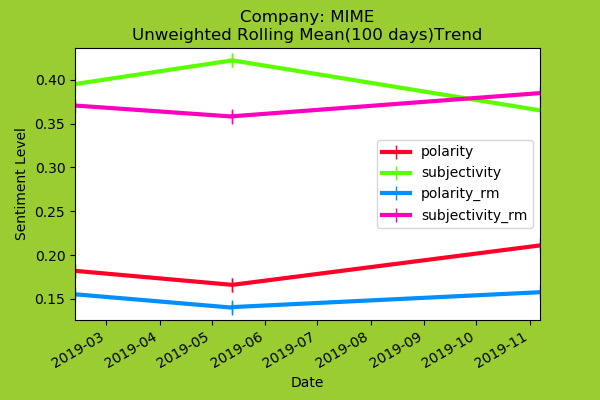 Company: MIME
Unweighted Rolling Mean(100 days)Trend
Sentiment Level
0.40
0.35
0.30
0.25
0.20
0.15
polarity
subjectivity
polarity_rm
subjectivity_rm
2019-03
2019-04
2019-05
2019-06
2019-07
2019-08
2019-09
2019-10
2019-11
Date